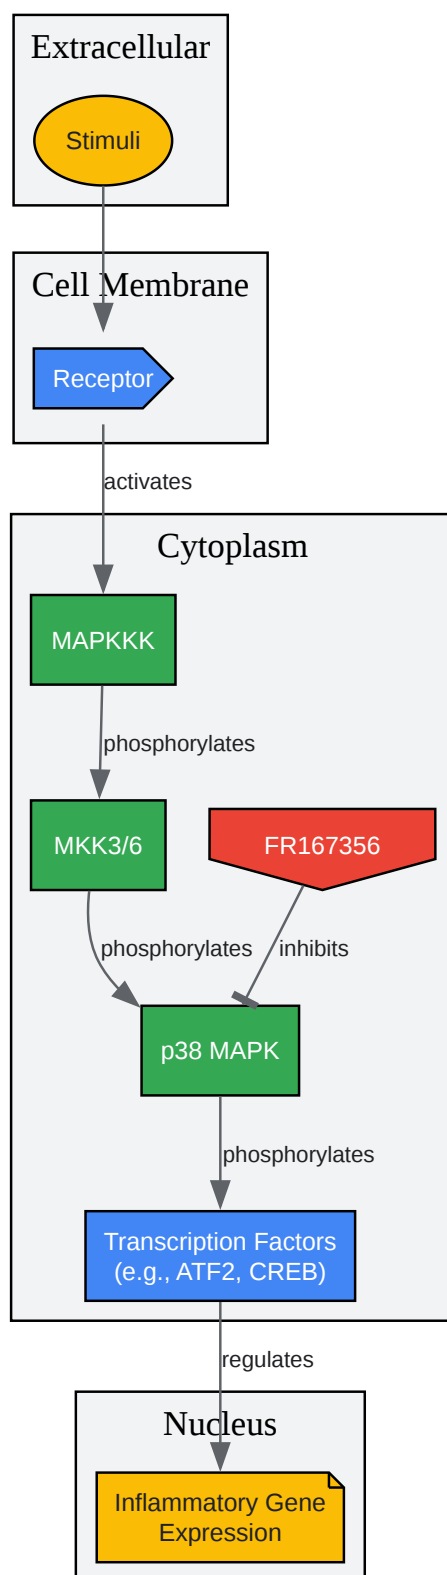 Extracellular
Stimuli
Cell Membrane
Receptor
activates
Cytoplasm
MAPKKK
phosphorylates
MKK3/6
FR167356
phosphorylates
inhibits
p38 MAPK
phosphorylates
Transcription Factors
(e.g., ATF2, CREB)
regulates
Nucleus
Inflammatory Gene
Expression